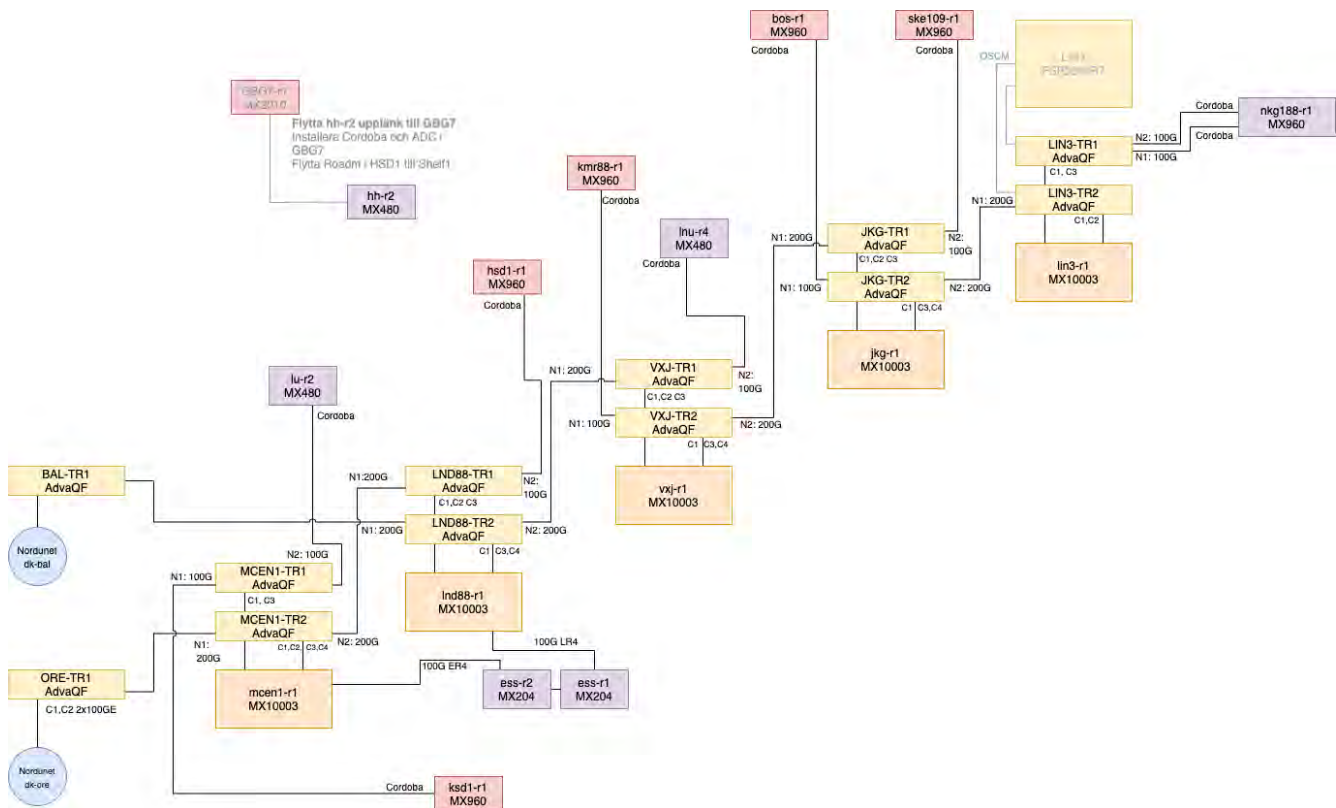 bos-r1
MX960
Cordoba
ske109-r1
MX960
Cordoba
OSCM
nkg188-r1
MX960
Cordoba
Cordoba
N2: 100G
N1: 100G
LIN3-TR1
AdvaQF
C1, C3
LIN3-TR2
AdvaQF
N1: 200G
C1,C2
lin3-r1
MX10003
Flytta hh-r2 upplänk till GBG7
Installera Cordoba och ADC i
GBG7
Flytta Roadm i HSD1 till Shelf1
hh-r2
MX480
kmr88-r1
MX960
Cordoba
lnu-r4
MX480
Cordoba
N1: 200G
JKG-TR1
AdvaQF
N2:
100G
C1,C2 C3
N1: 100G
JKG-TR2
AdvaQF
N2: 200G
C1
C3,C4
jkg-r1
MX10003
hsd1-r1
MX960
Cordoba
N1: 200G
VXJ-TR1
AdvaQF
N2:
100G
C1,C2 C3
N1: 100G
VXJ-TR2
AdvaQF
N2: 200G
C1
C3,C4
vxj-r1
MX10003
lu-r2
MX480
Cordoba
BAL-TR1
AdvaQF
Nordunet
dk-bal
N1:200G
LND88-TR1
AdvaQF
N2:
100G
C1,C2 C3
N1: 200G
LND88-TR2
AdvaQF
N2: 200G
C1
C3,C4
lnd88-r1
MX10003
N2: 100G
N1: 100G
MCEN1-TR1
AdvaQF
C1, C3
MCEN1-TR2
AdvaQF
N1:
200G
N2: 200G
C1,C2,
C3,C4
mcen1-r1
MX10003
100G LR4
100G ER4
ess-r2
MX204
ess-r1
MX204
ORE-TR1
AdvaQF
C1,C2 2x100GE
Nordunet
dk-ore
Cordoba
ksd1-r1
MX960